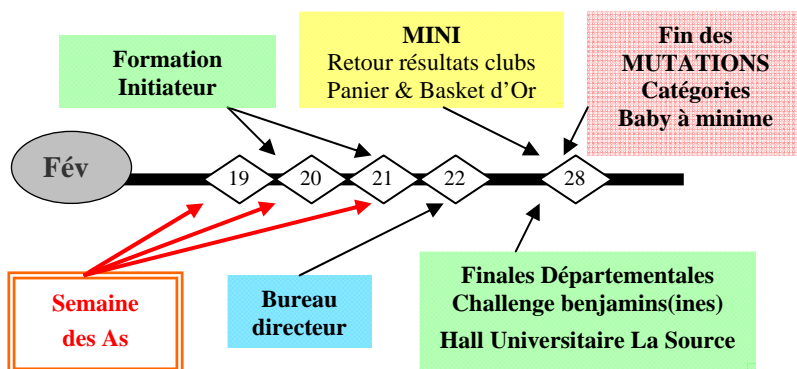 Formation
Initiateur
MINI
Retour résultats clubs
Panier & Basket d’Or
Fin des
MUTATIONS
Catégories
Baby à minime
Fév
19
20
21
22
28
Semaine
des As
Bureau
directeur
Finales Départementales
Challenge benjamins(ines)
Hall Universitaire La Source